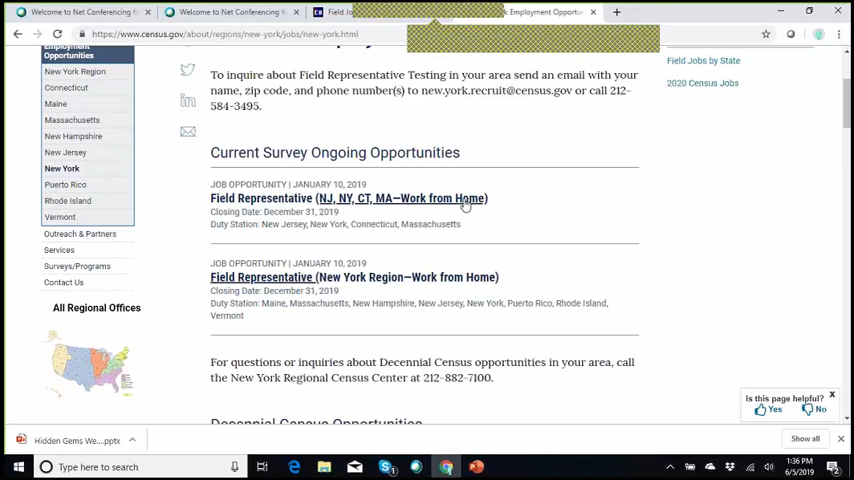 Welcome to Net Conferencing f
Welcome to Net Conferencing f
Field Jo
k Employment Opportu
https://www.census.gov/about/regions/new-york/jobs/new-york.html
Employment
Opportunities
New York Region
Connecticut
Maine
Massachusetts
New Hampshire
New Jersey
New York
Puerto Rico
Rhode Island
Vermont
Outreach & Partners
Services
Surveys/Programs
Contact Us
All Regional Offices
To inquire about Field Representative Testing in your area send an email with your
name, zip code, and phone number(s) to new.york.recruit@census.gov or call 212-
584-3495.
Current Survey Ongoing Opportunities
JOB OPPORTUNITY | JANUARY 10, 2019
Field Representative (NJ, NY, CT, MA—Work from Home)
Closing Date: December 31, 2019
Duty Station: New Jersey, New York, Connecticut, Massachusetts
JOB OPPORTUNITY | JANUARY 10, 2019
Field Representative (New York Region—Work from Home)
Closing Date: December 31, 2019
Duty Station: Maine, Massachusetts, New Hampshire, New Jersey, New York, Puerto Rico, Rhode Island,
Vermont
For questions or inquiries about Decennial Census opportunities in your area, call
the New York Regional Census Center at 212-882-7100.
Decennial Census Opportunities
Field Jobs by State
2020 Census Jobs
Is this page helpful?
X
Yes
No
Hidden Gems We....pptx
Show all
Type here to search
1:36 PM
6/5/2019